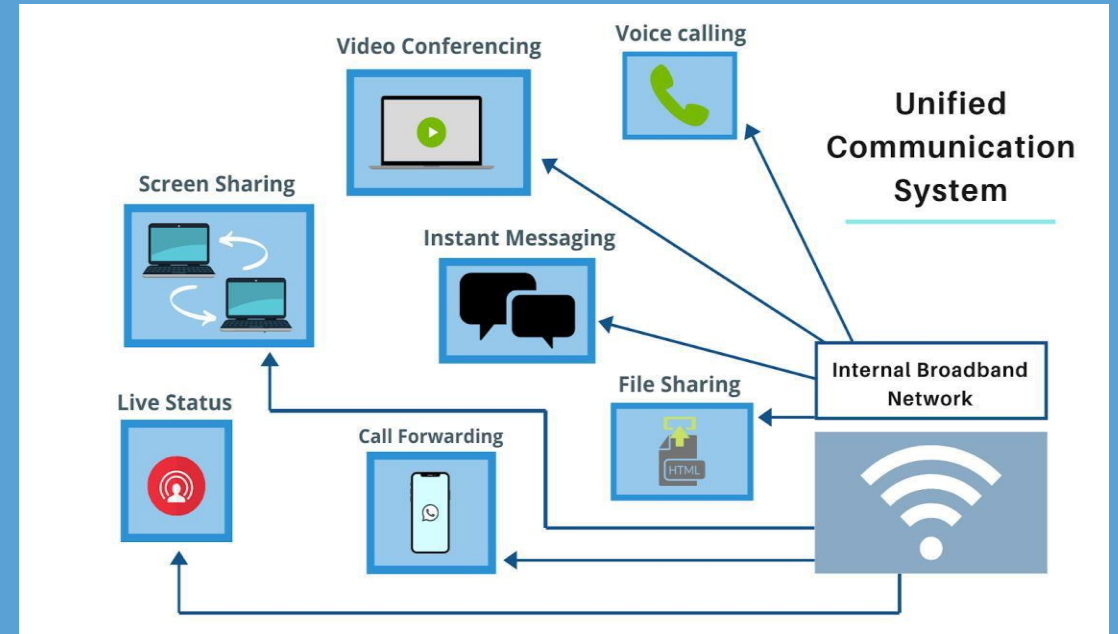 Voice calling
Video Conferencing
Unified
Communication
System
Screen Sharing
Instant Messaging
Internal Broadband
Network
File Sharing
HTML
Live Status
Call Forwarding